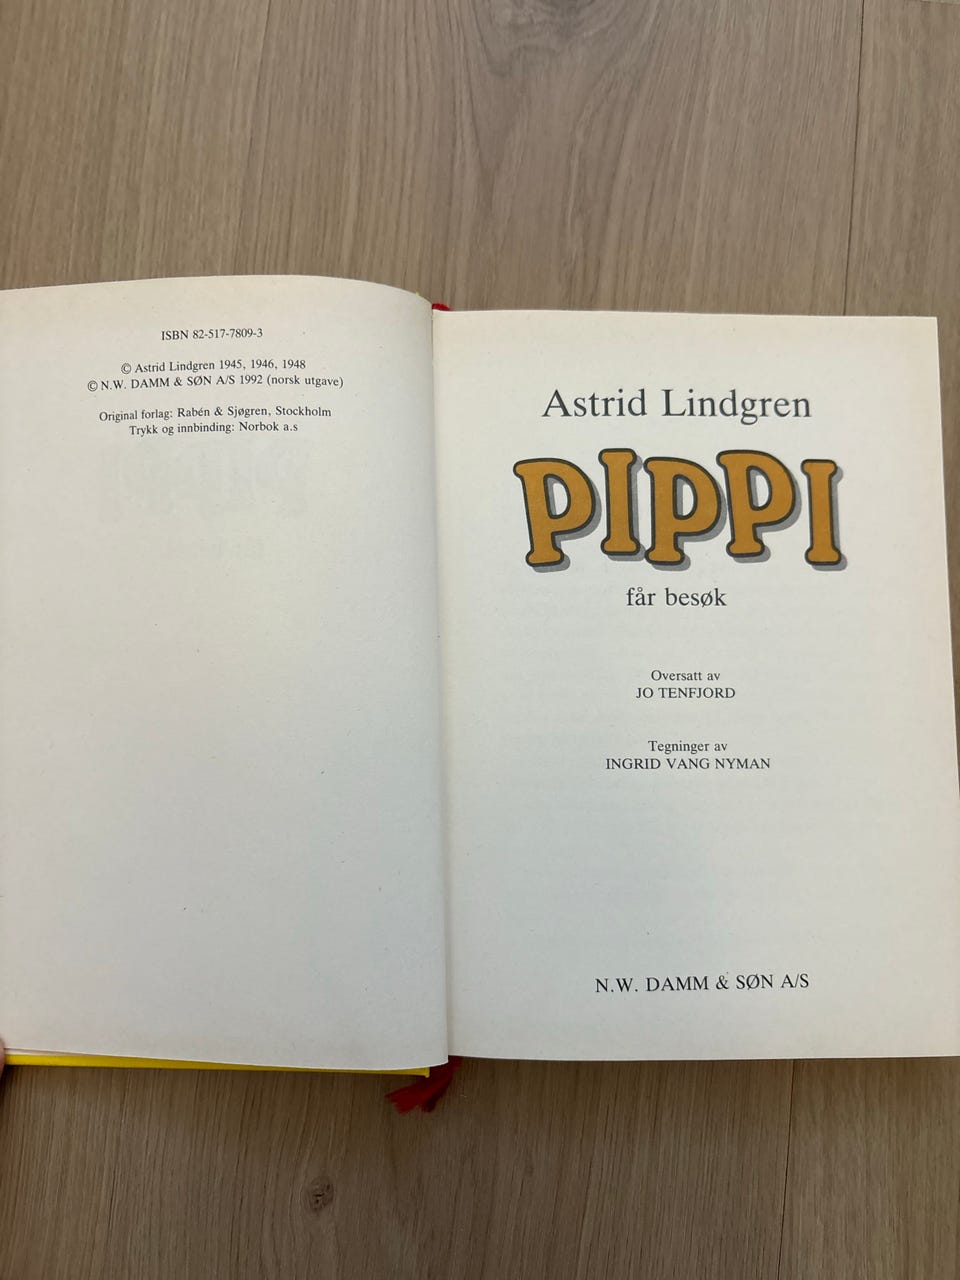 ISBN 82-517-7809-3
© Astrid Lindgren 1945, 1946, 1948
© N.W. DAMM & SØN A/S 1992 (norsk utgave)
Original forlag: Rabén & Sjøgren, Stockholm
Trykk og innbinding: Norbok a.s
Astrid Lindgren
PIPPI
får besøk
Oversatt av
JO TENFJORD
Tegninger av
INGRID VANG NYMAN
N.W. DAMM & SØN A/S